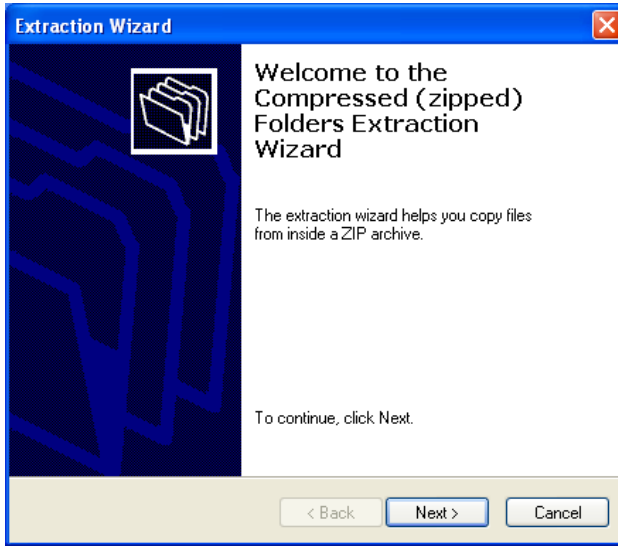 Extraction Wizard
Welcome to the
Compressed (zipped)
Folders Extraction
Wizard
The extraction wizard helps you copy files
from inside a ZIP archive.
To continue, click Next.
< Back Next > Cancel